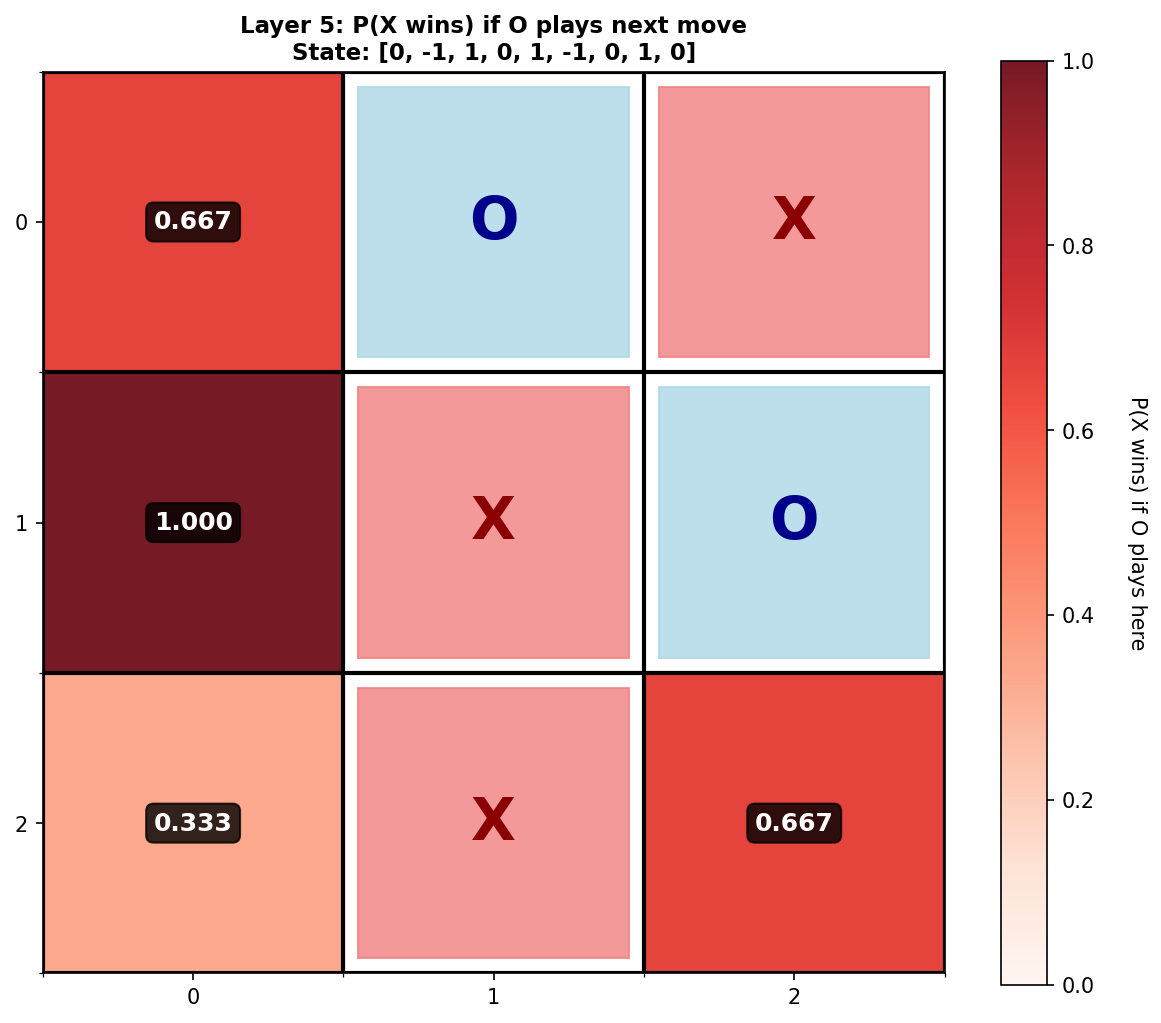 Layer 5: P(X wins) if O plays next move
State: [0, -1, 1, 0, 1, -1, 0, 1, 0]
0
0.667
O
X
1
1.000
X
O
2
0.333
X
0.667
0
1
2
1.0
0.8
0.6
0.4
0.2
0.0
P(X wins) if O plays here